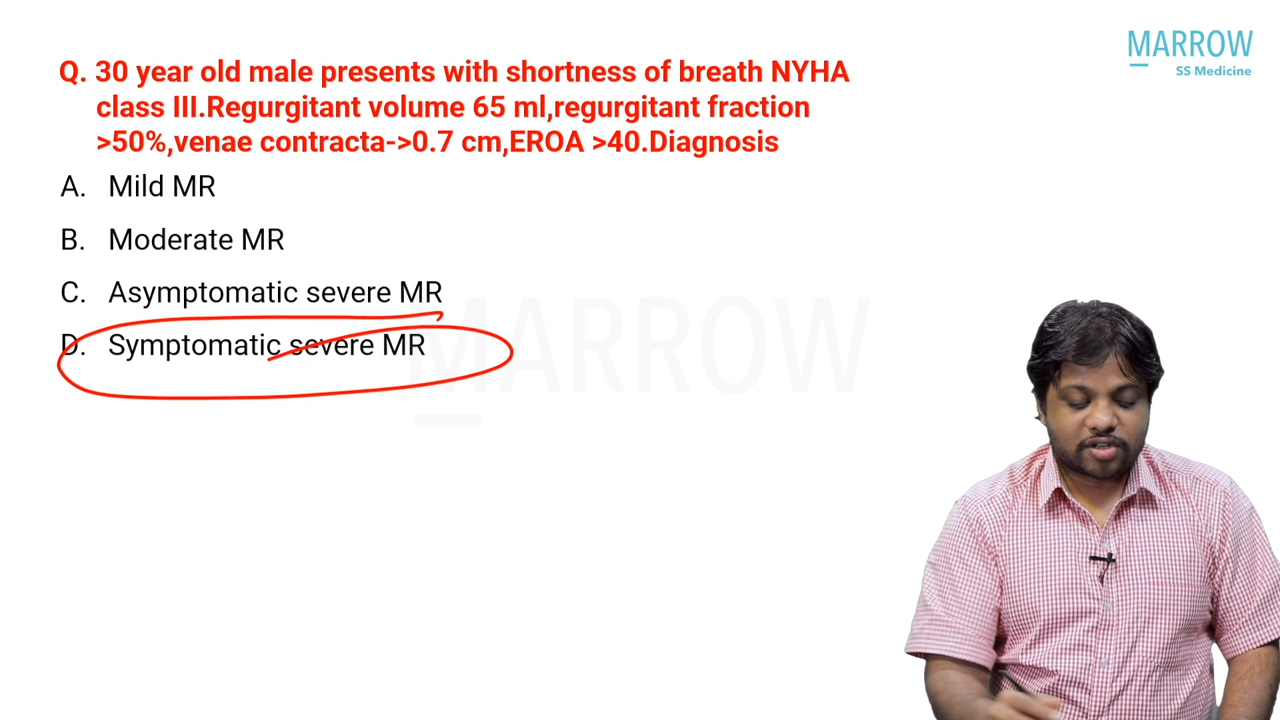 MARROW
SS Medicine
Q. 30 year old male presents with shortness of breath NYHA
class III.Regurgitant volume 65 ml,regurgitant fraction
>50%,venae contracta->0.7 cm,EROA >40.Diagnosis
A. Mild MR
B. Moderate MR
C. Asymptomatic severe MR
D. Symptomatic severe MR
MARROW